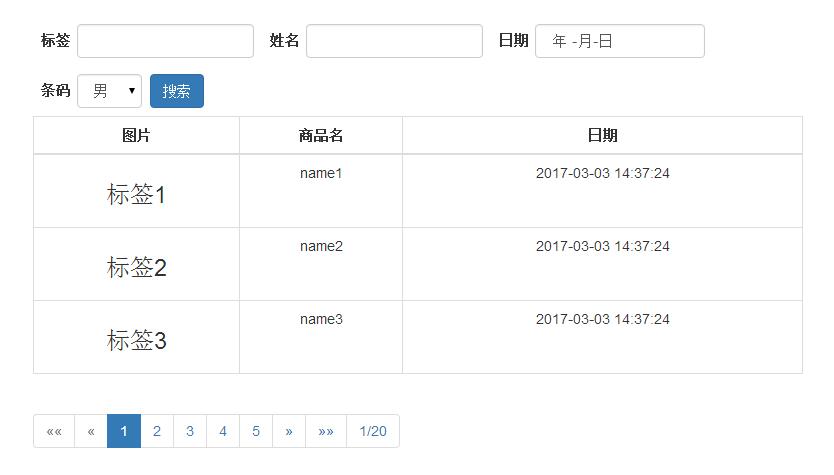 标签 姓名 日期 年 -月-日
条码 男 搜索
图片 商品名 日期
标签1 name1 2017-03-03 14:37:24
标签2 name2 2017-03-03 14:37:24
标签3 name3 2017-03-03 14:37:24
«« « 1 2 3 4 5 » »» 1/20